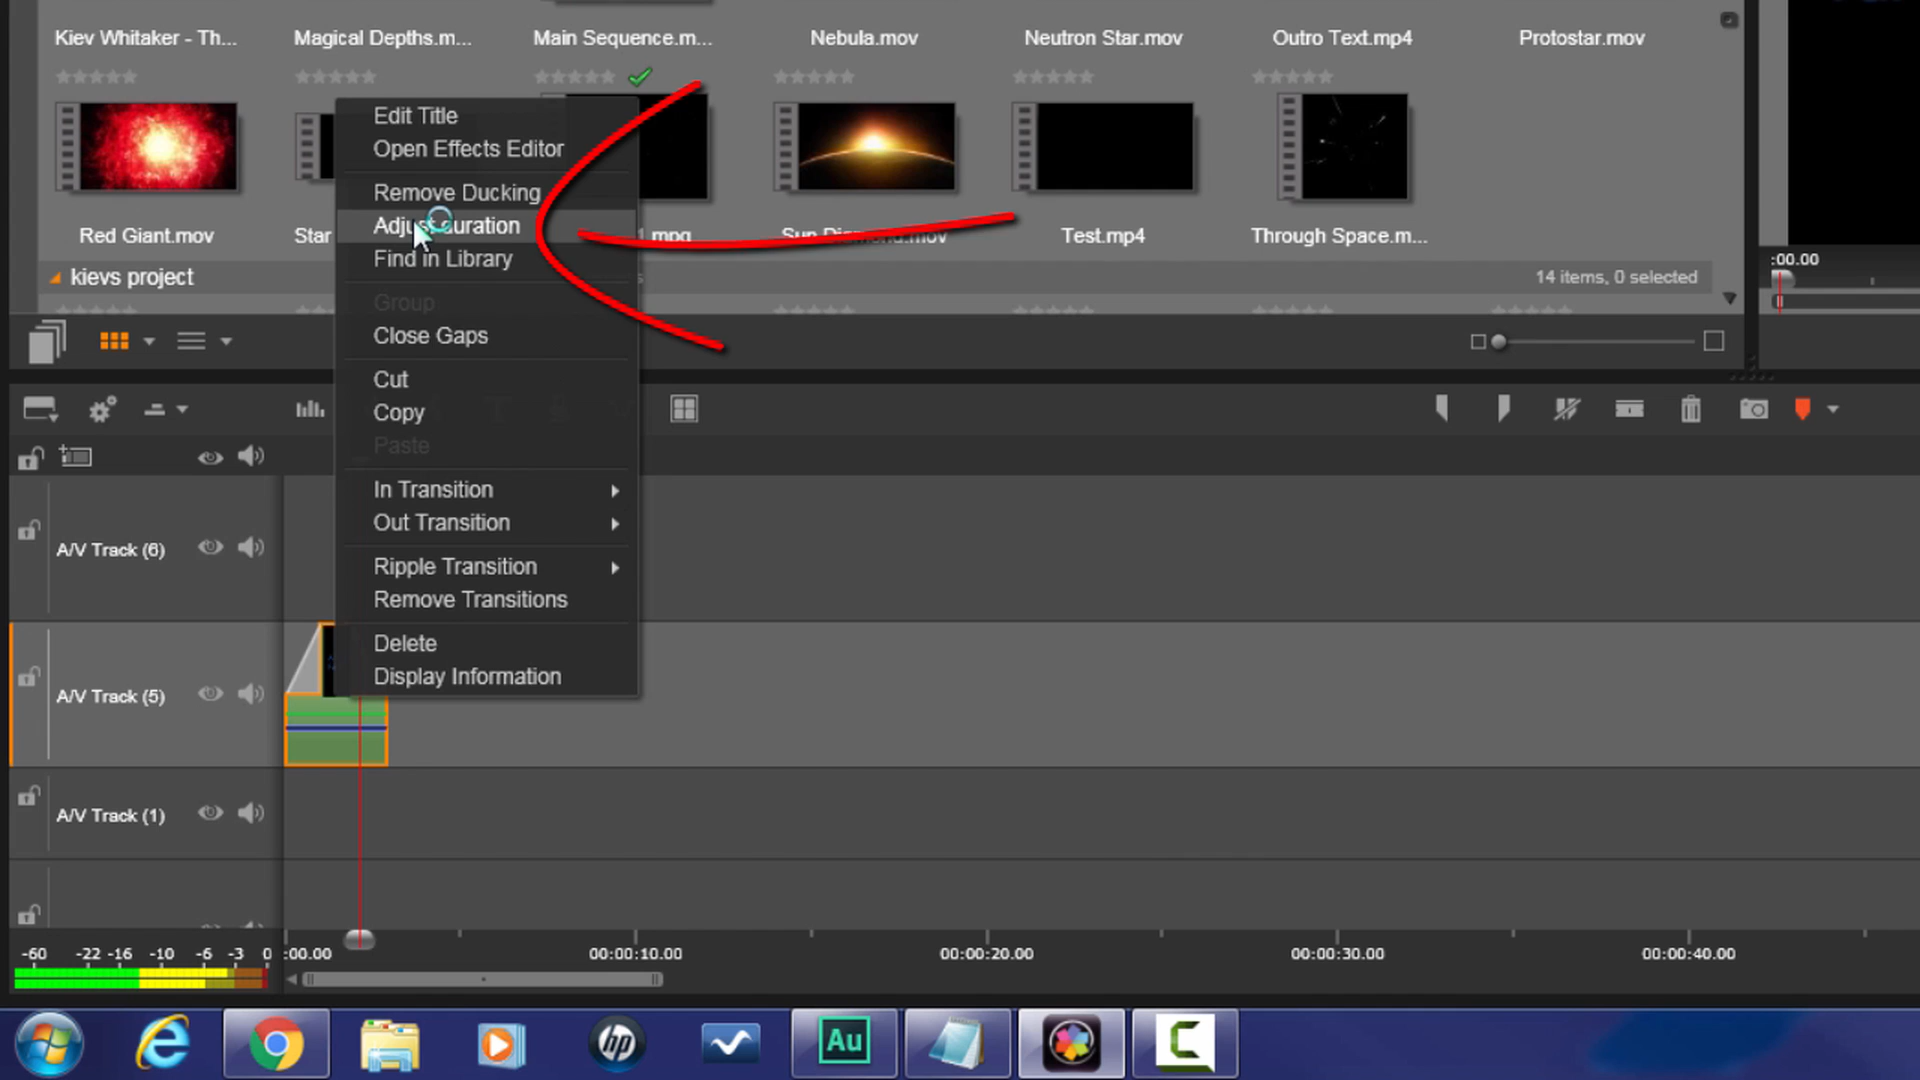 Kiev Whitaker - Th...
Magical Depths.m...
Main Sequence.m...
Nebula.mov
Neutron Star.mov
Outro Text.mp4
Protostar.mov
Edit Title
Open Effects Editor
Remove Ducking
Adjust duration
Find in Library
Group
Close Gaps
Cut
Copy
Paste
In Transition
Out Transition
Ripple Transition
Remove Transitions
Delete
Display Information
Red Giant.mov
Star
1.mpg
Sun Diamond.mov
Test.mp4
Through Space.m...
kievs project
14 items, 0 selected
:00.00
A/V Track (6)
A/V Track (5)
A/V Track (1)
-60 -22 -16 -10 -6 -3 0
:00.00 00:00:10.00 00:00:20.00 00:00:30.00 00:00:40.00
hp
Au
C